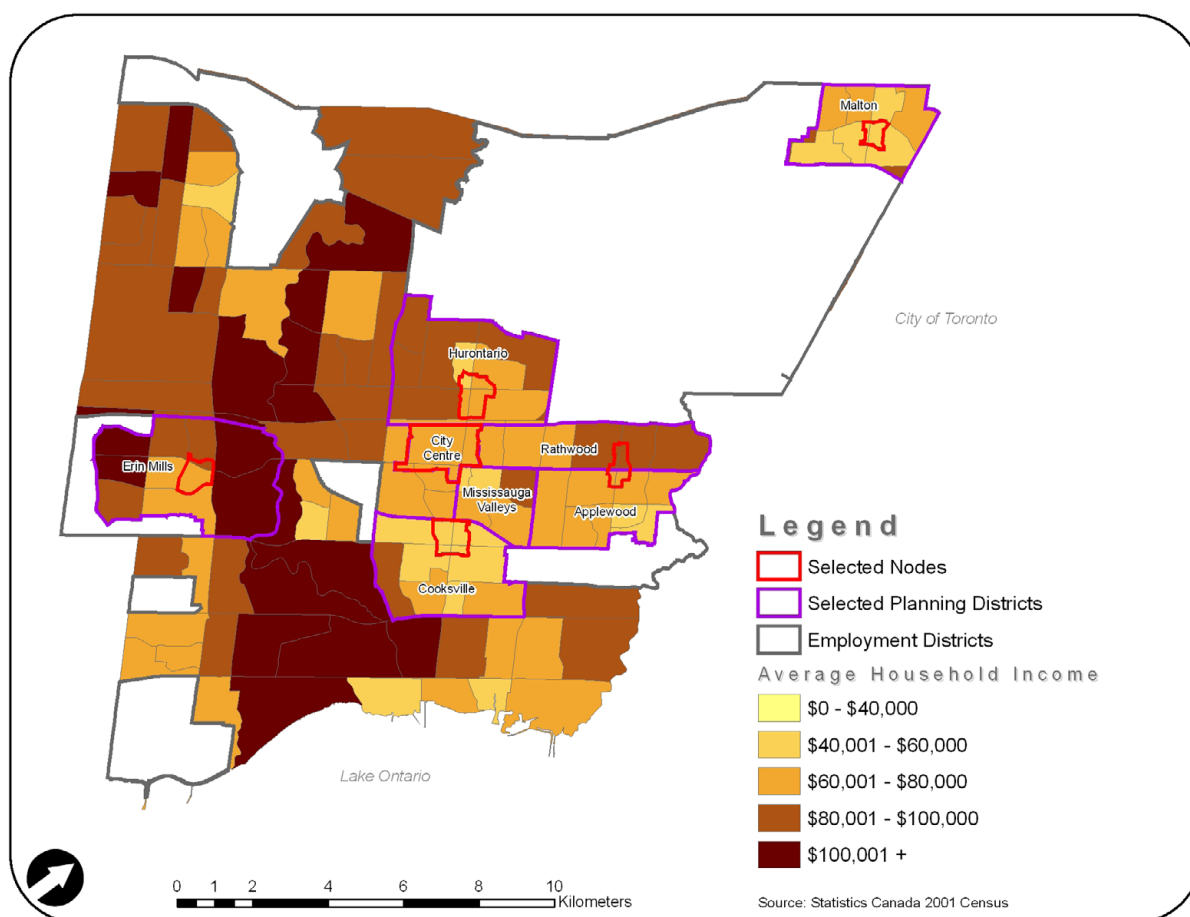 Malton
City of Toronto
Hurontario
City
Centre
Rathwood
Erin Mills
Mississauga
Valleys
Applewood
Cooksville
Lake Ontario
Legend
Selected Nodes
Selected Planning Districts
Employment Districts
Average Household Income
$0 - $40,000
$40,001 - $60,000
$60,001 - $80,000
$80,001 - $100,000
$100,001 +
0 1 2 4 6 8 10
Kilometers
Source: Statistics Canada 2001 Census